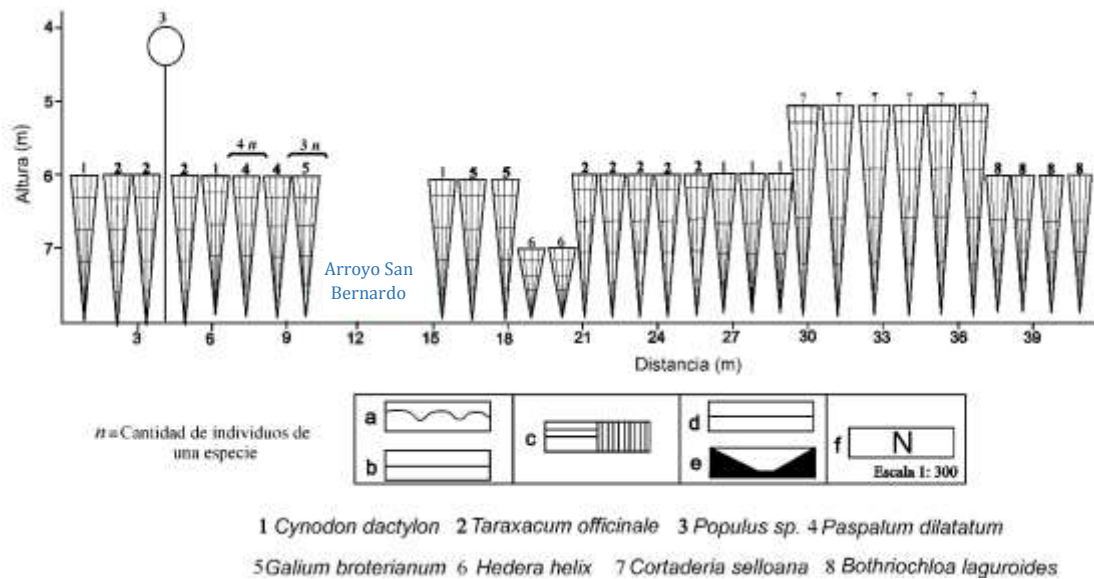 3
4
5
6
7
Altura (m)
4 n 3 n
1 2 2 2 1 4 4 5 1 5 5 6 6 2 2 2 2 2 1 1 1 7 7 7 7 7 7 8 8 8 8
Arroyo San
Bernardo
3 6 9 12 15 18 21 24 27 30 33 36 39
Distancia (m)
n = Cantidad de individuos de
una especie
a
b
c
d
e
f N
Escala 1: 300
1 Cynodon dactylon 2 Taraxacum officinale 3 Populus sp. 4 Paspalum dilatatum
5 Galium broterianum 6 Hedera helix 7 Cortaderia selloana 8 Bothriochloa laguroides